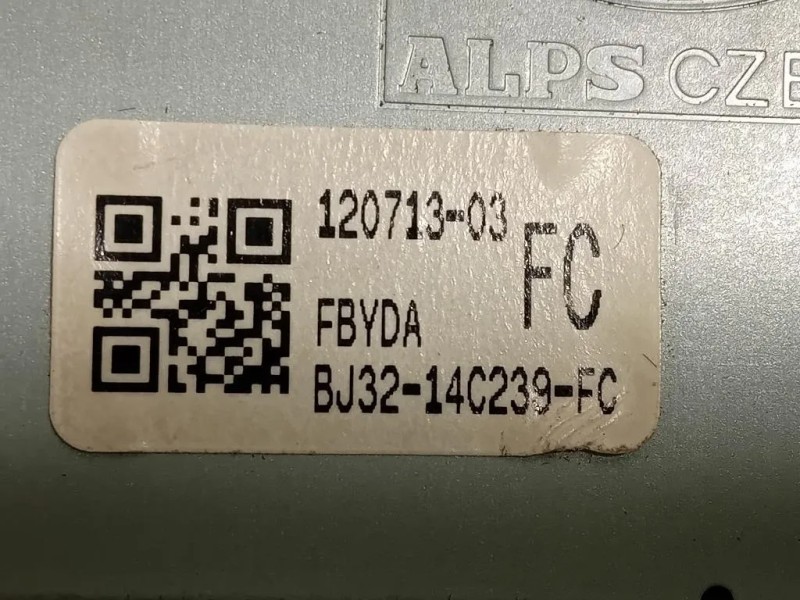 ALPS CZE
120713-03
FC
FBYDA
BJ32-14C239-FC